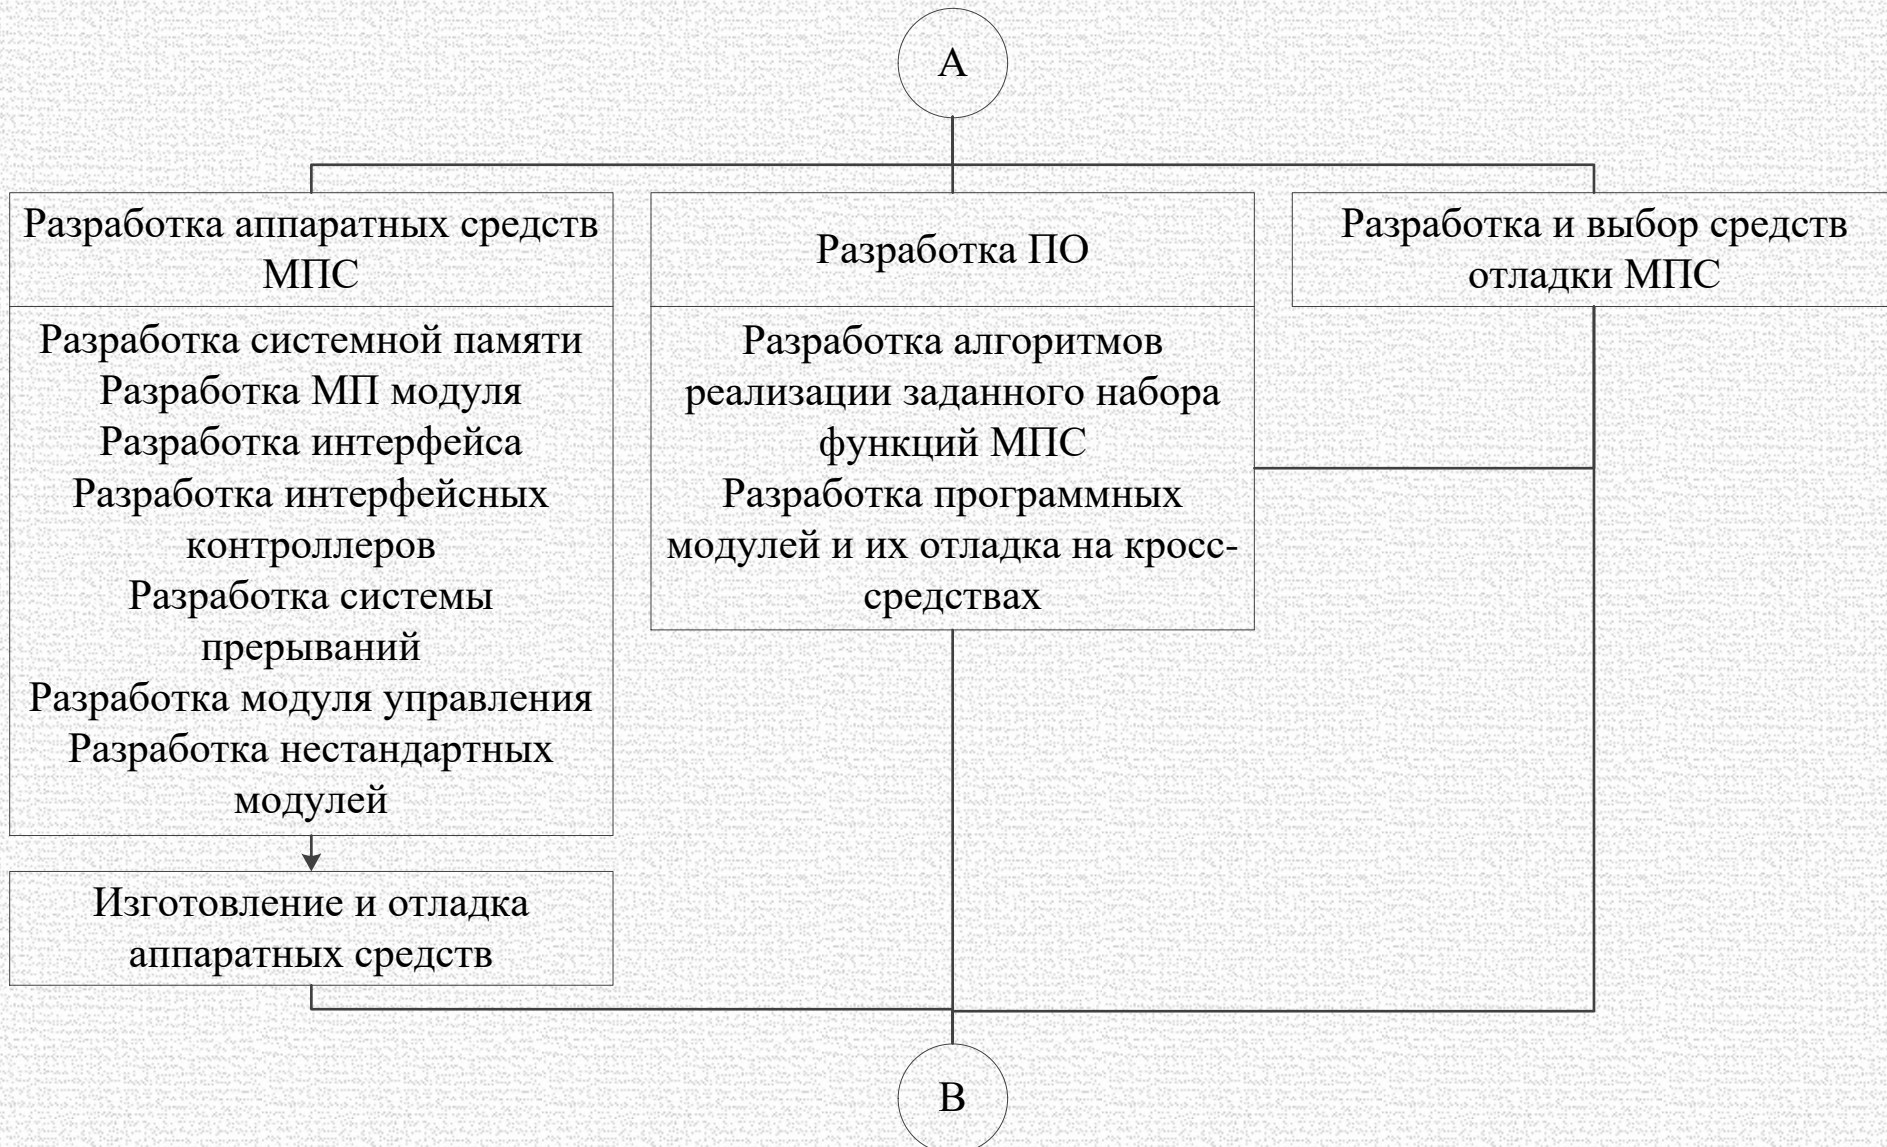 А
Разработка аппаратных средств
МПС
Разработка системной памяти
Разработка МП модуля
Разработка интерфейса
Разработка интерфейсных
контроллеров
Разработка системы
прерываний
Разработка модуля управления
Разработка нестандартных
модулей
Изготовление и отладка
аппаратных средств
Разработка ПО
Разработка алгоритмов
реализации заданного набора
функций МПС
Разработка программных
модулей и их отладка на кросс-
средствах
Разработка и выбор средств
отладки МПС
В